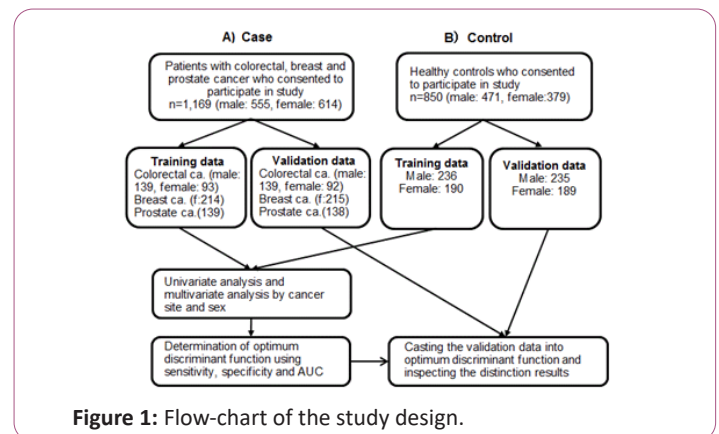 A) Case
B) Control
Patients with colorectal, breast and
prostate cancer who consented to
participate in study
n=1,169 (male: 555, female: 614)
Healthy controls who consented
to participate in study
n=850 (male: 471, female:379)
Training data
Colorectal ca. (male:
139, female: 93)
Breast ca. (f:214)
Prostate ca.(139)
Validation data
Colorectal ca. (male:
139, female: 92)
Breast ca. (f:215)
Prostate ca.(138)
Training data
Male: 236
Female: 190
Validation data
Male: 235
Female: 189
Univariate analysis and
multivariate analysis by cancer
site and sex
Determination of optimum
discriminant function using
sensitivity, specificity and AUC
Casting the validation data into
optimum discriminant function and
inspecting the distinction results
Figure 1: Flow-chart of the study design.